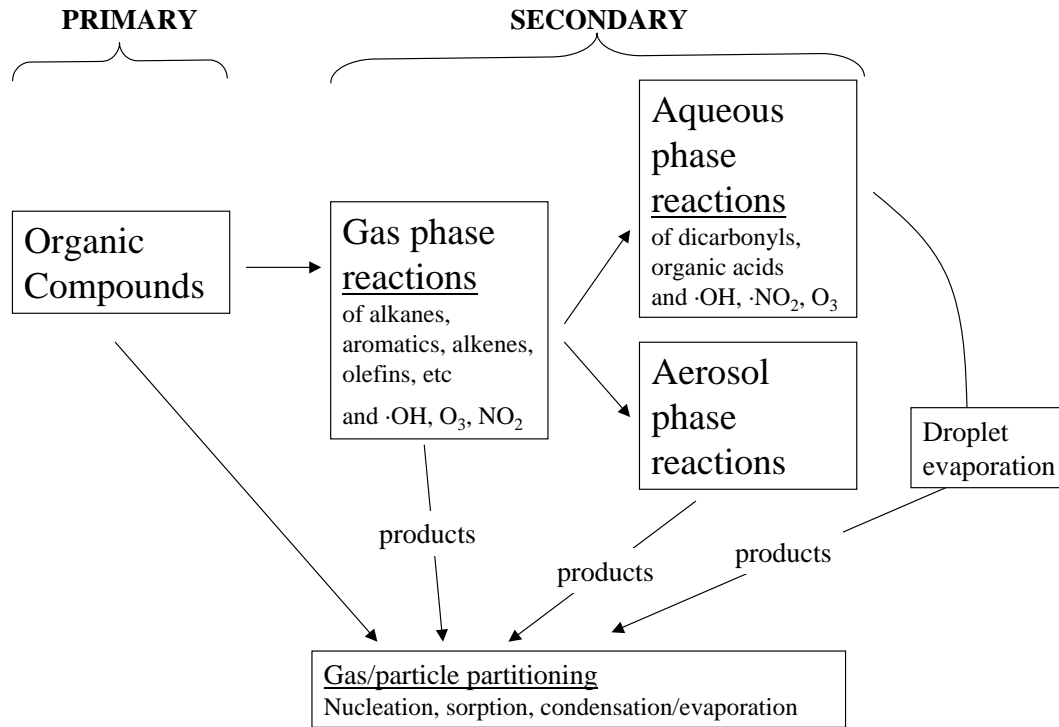 PRIMARY
SECONDARY
Organic
Compounds
Gas phase
reactions
of alkanes,
aromatics, alkenes,
olefins, etc
and ·OH, O₃, NO₂
Aqueous
phase
reactions
of dicarbonyls,
organic acids
and ·OH, ·NO₂, O₃
Aerosol
phase
reactions
Droplet
evaporation
products
products
products
Gas/particle partitioning
Nucleation, sorption, condensation/evaporation